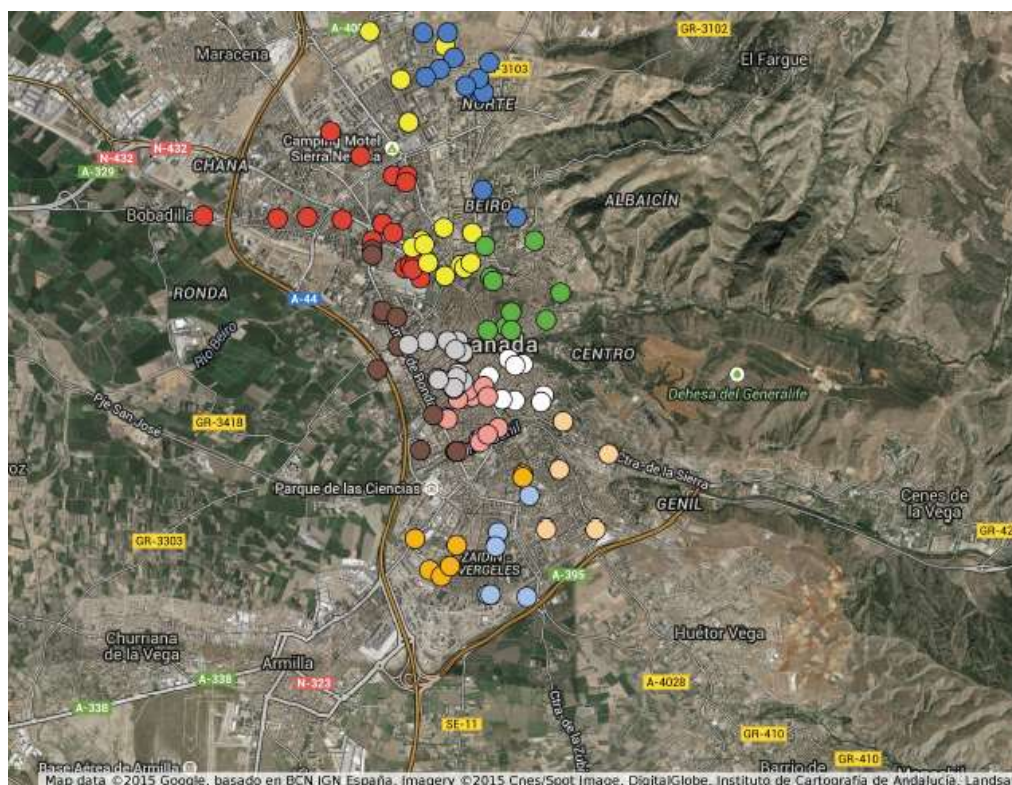 GR-3102
Maracena
El Fargue
3103
NORTE
Camping Motel
N-432
N-432
CHANA
A-329
ALBAICÍN
BEIRO
Bobadilla
RONDA
A-44
Río Beiro
CENTRO
Dehesa del Generalife
Pje San José
GR-3418
Ctra. de la Sierra
Parque de las Ciencias
GENIL
Cenes de
la Vega
GR-3303
ZAIDÍN -
VERGELES
A-395
Churriana
de la Vega
Huétor Vega
Armilla
A-338
N-323
A-4028
A-338
SE-11
GR-410
GR-410
Base Aérea de Armilla
Barrio de
Map data ©2015 Google, basado en BCN IGN España, Imagery ©2015 Cnes/Spot Image, DigitalGlobe, Instituto de Cartografía de Andalucía, Landsa